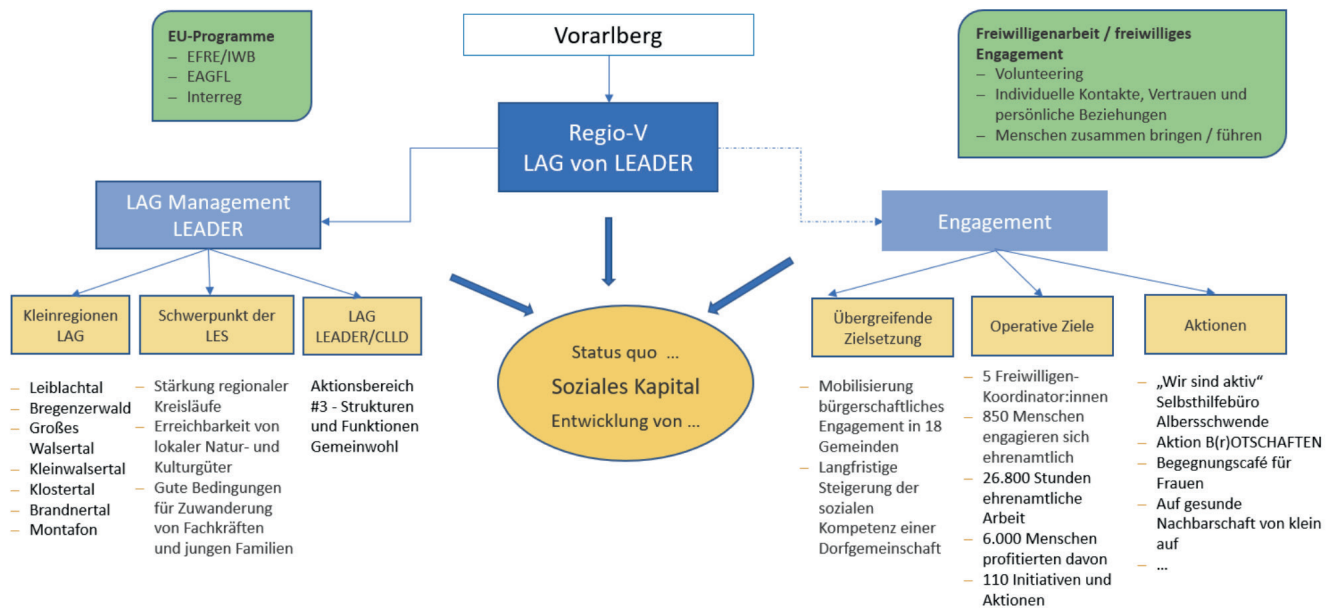 EU-Programme
– EFRE/IWB
– EAGFL
– Interreg
Vorarlberg
Freiwilligenarbeit / freiwilliges
Engagement
– Volunteering
– Individuelle Kontakte, Vertrauen und
persönliche Beziehungen
– Menschen zusammen bringen / führen
Regio-V
LAG von LEADER
LAG Management
LEADER
Engagement
Kleinregionen
LAG
Schwerpunkt der
LES
LAG
LEADER/CLLD
Status quo ...
Soziales Kapital
Entwicklung von ...
Übergreifende
Zielsetzung
Operative Ziele
Aktionen
– Leiblachtal
– Bregenzerwald
– Großes
Walsertal
– Kleinwalsertal
– Klostertal
– Brandnertal
– Montafon
– Stärkung regionaler
Kreisläufe
– Erreichbarkeit von
lokaler Natur- und
Kulturgüter
– Gute Bedingungen
für Zuwanderung
von Fachkräften
und jungen Familien
Aktionsbereich
#3 - Strukturen
und Funktionen
Gemeinwohl
– Mobilisierung
bürgerschaftliches
Engagement in 18
Gemeinden
– Langfristige
Steigerung der
sozialen
Kompetenz einer
Dorfgemeinschaft
– 5 Freiwilligen-
Koordinator:innen
– 850 Menschen
engagieren sich
ehrenamtlich
– 26.800 Stunden
ehrenamtliche
Arbeit
– 6.000 Menschen
profitierten davon
– 110 Initiativen und
Aktionen
– „Wir sind aktiv“
Selbsthilfebüro
Albersschwende
– Aktion B(r)OTSCHAFTEN
– Begegnungscafé für
Frauen
– Auf gesunde
Nachbarschaft von klein
auf
– ...